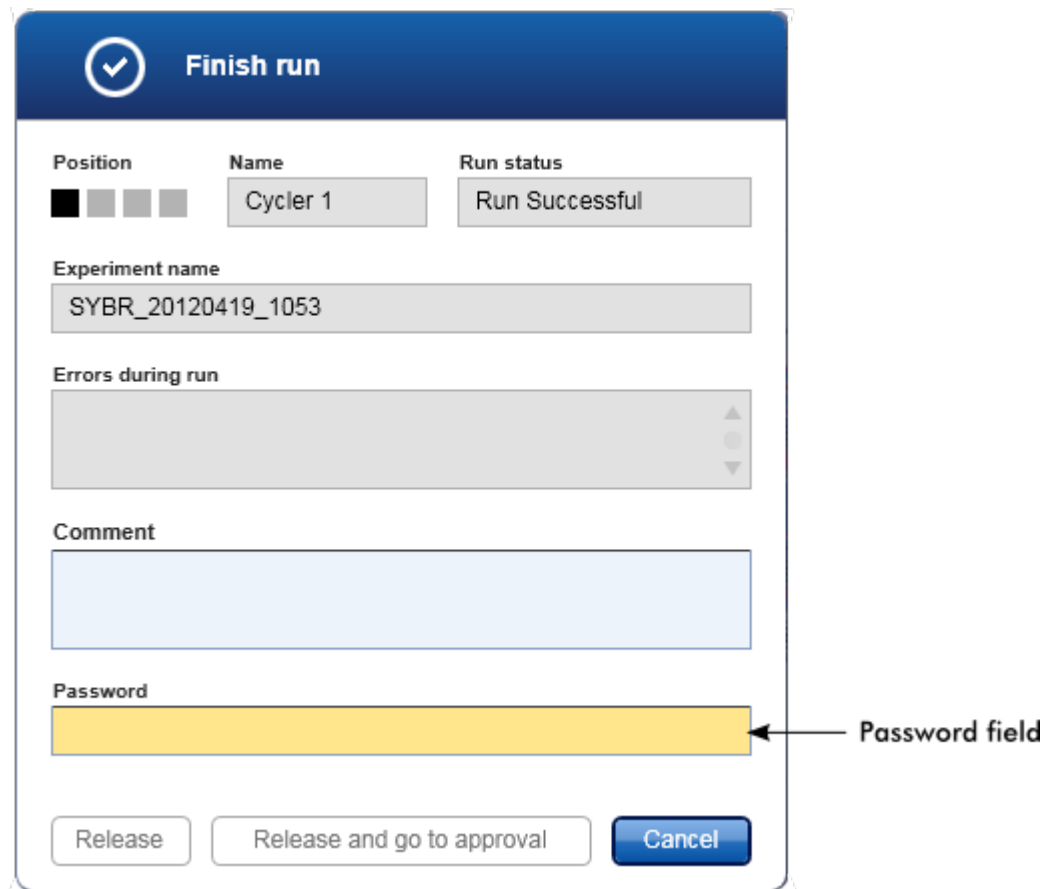 Finish run
Position Name Run status
Cycler 1 Run Successful
Experiment name
SYBR_20120419_1053
Errors during run
Comment
Password
Password field
Release Release and go to approval Cancel